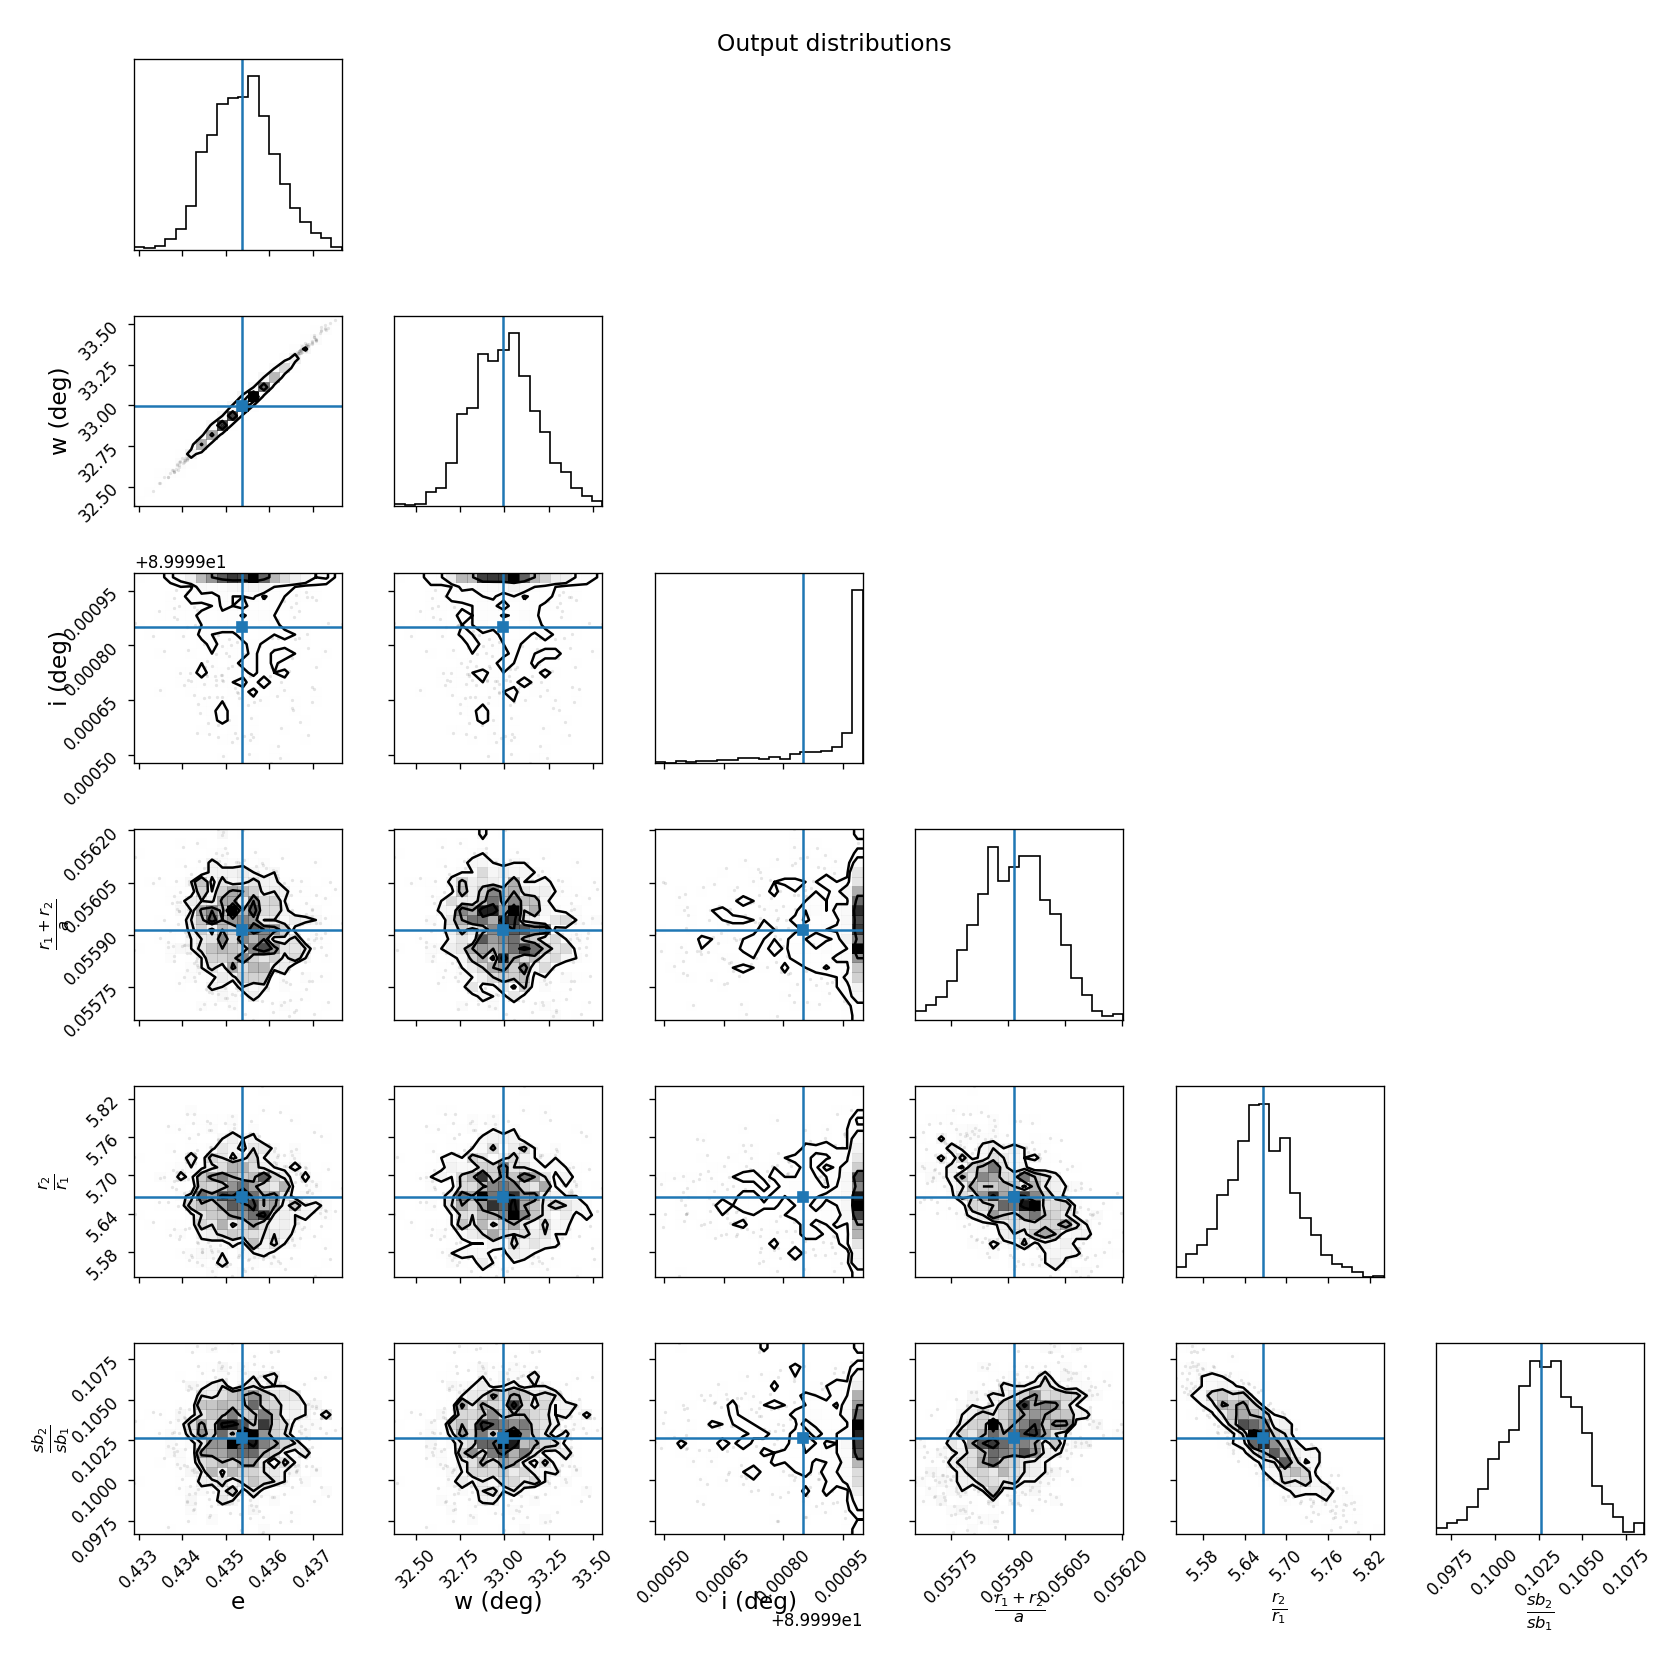 Output distributions
w (deg)
33.50
33.25
33.00
32.75
32.50
+8.9999e1
i (deg)
0.00095
0.00080
0.00065
0.00050
r₁ + r₂
a
0.05620
0.05605
0.05590
0.05575
r₂
r₁
5.82
5.76
5.70
5.64
5.58
sb₂
sb₁
0.1075
0.1050
0.1025
0.1000
0.0975
0.433 0.434 0.435 0.436 0.437
32.50 32.75 33.00 33.25 33.50
0.00050 0.00065 0.00080 0.00095
0.05575 0.05590 0.05605 0.05620
5.58 5.64 5.70 5.76 5.82
0.0975 0.1000 0.1025 0.1050 0.1075
e
w (deg)
i (deg)
+8.9999e1
r₁ + r₂
a
r₂
r₁
sb₂
sb₁